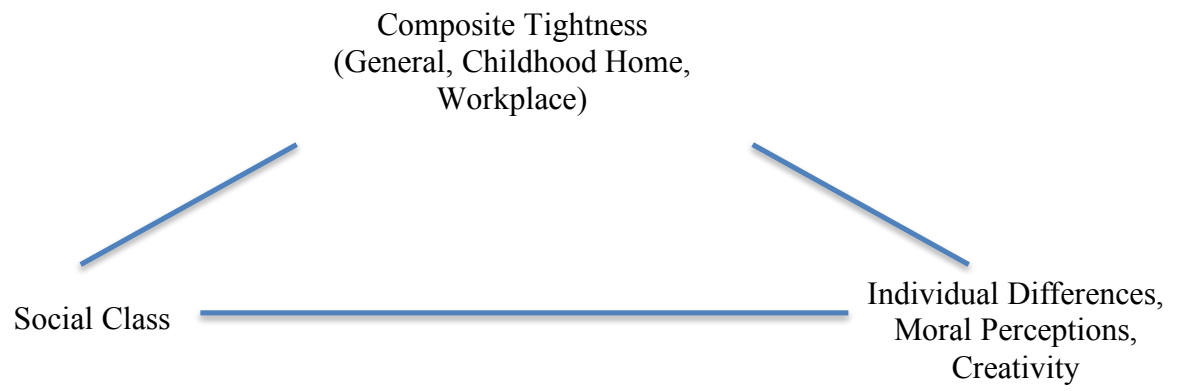 Composite Tightness
(General, Childhood Home,
Workplace)
Social Class
Individual Differences,
Moral Perceptions,
Creativity